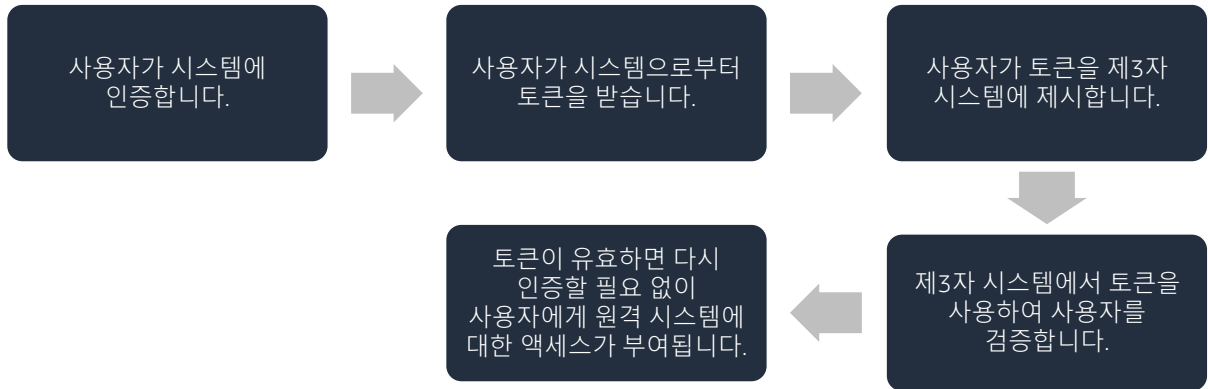 사용자가 시스템에
인증합니다.
사용자가 시스템으로부터
토큰을 받습니다.
사용자가 토큰을 제3자
시스템에 제시합니다.
제3자 시스템에서 토큰을
사용하여 사용자를
검증합니다.
토큰이 유효하면 다시
인증할 필요 없이
사용자에게 원격 시스템에
대한 액세스가 부여됩니다.